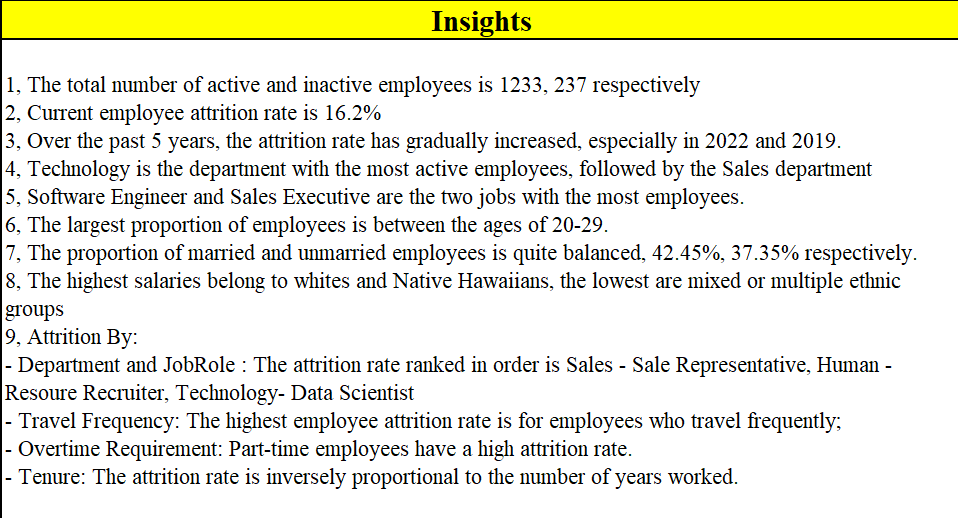 Insights
1, The total number of active and inactive employees is 1233, 237 respectively
2, Current employee attrition rate is 16.2%
3, Over the past 5 years, the attrition rate has gradually increased, especially in 2022 and 2019.
4, Technology is the department with the most active employees, followed by the Sales department
5, Software Engineer and Sales Executive are the two jobs with the most employees.
6, The largest proportion of employees is between the ages of 20-29.
7, The proportion of married and unmarried employees is quite balanced, 42.45%, 37.35% respectively.
8, The highest salaries belong to whites and Native Hawaiians, the lowest are mixed or multiple ethnic
groups
9, Attrition By:
- Department and JobRole : The attrition rate ranked in order is Sales - Sale Representative, Human -
Resoure Recruiter, Technology- Data Scientist
- Travel Frequency: The highest employee attrition rate is for employees who travel frequently;
- Overtime Requirement: Part-time employees have a high attrition rate.
- Tenure: The attrition rate is inversely proportional to the number of years worked.